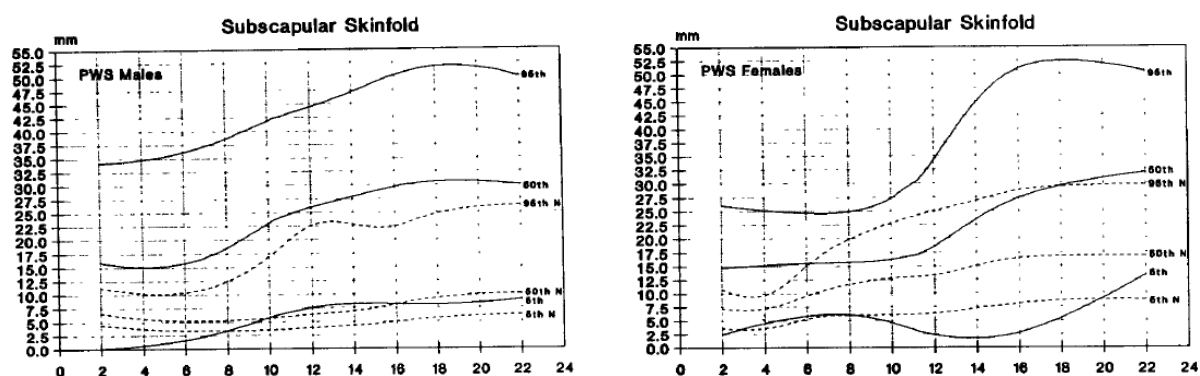 Subscapular Skinfold
mm
55.0
52.5
50.0
47.5
45.0
42.5
40.0
37.5
35.0
32.5
30.0
27.5
25.0
22.5
20.0
17.5
15.0
12.5
10.0
7.5
5.0
2.5
0.0
PWS Males
95th
50th
95th N
50th N
5th
5th N
0 2 4 6 8 10 12 14 16 18 20 22 24
Subscapular Skinfold
mm
55.0
52.5
50.0
47.5
45.0
42.5
40.0
37.5
35.0
32.5
30.0
27.5
25.0
22.5
20.0
17.5
15.0
12.5
10.0
7.5
5.0
2.5
0.0
PWS Females
95th
50th
95th N
50th N
5th
5th N
0 2 4 6 8 10 12 14 16 18 20 22 24